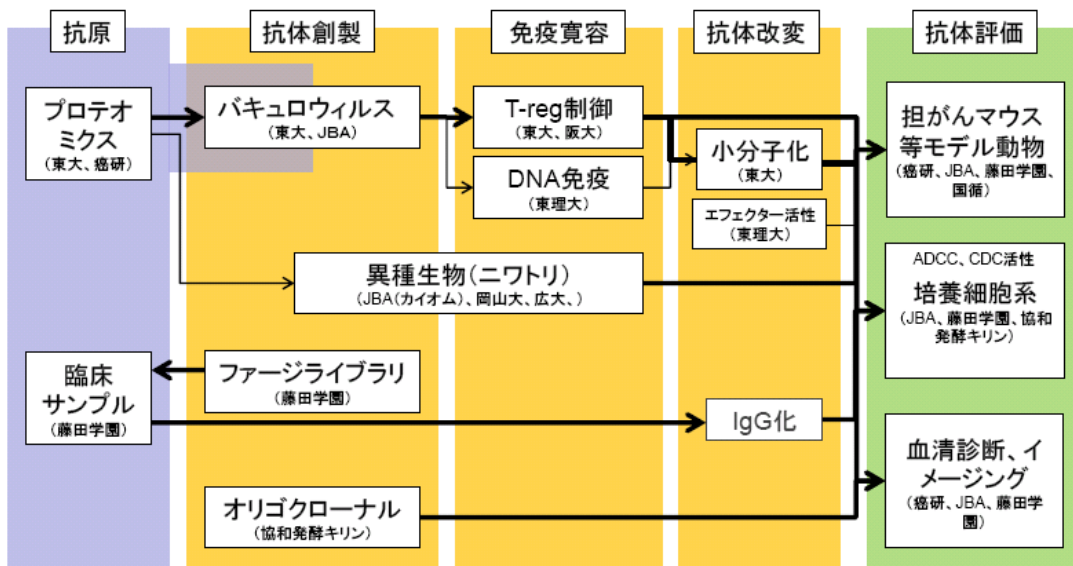 抗原
抗体創製
免疫寛容
抗体改変
抗体評価
プロテオ
ミクス
(東大、癌研)
バキュロウィルス
(東大、JBA)
T-reg制御
(東大、阪大)
DNA免疫
(東理大)
小分子化
(東大)
エフェクター活性
(東理大)
担がんマウス
等モデル動物
(癌研、JBA、藤田学園、
国循)
異種生物(ニワトリ)
(JBA(カイオム)、岡山大、広大、)
ADCC、CDC活性
培養細胞系
(JBA、藤田学園、協和
発酵キリン)
臨床
サンプル
(藤田学園)
ファージライブラリ
(藤田学園)
IgG化
オリゴクローナル
(協和発酵キリン)
血清診断、イ
メージング
(癌研、JBA、藤田学
園)